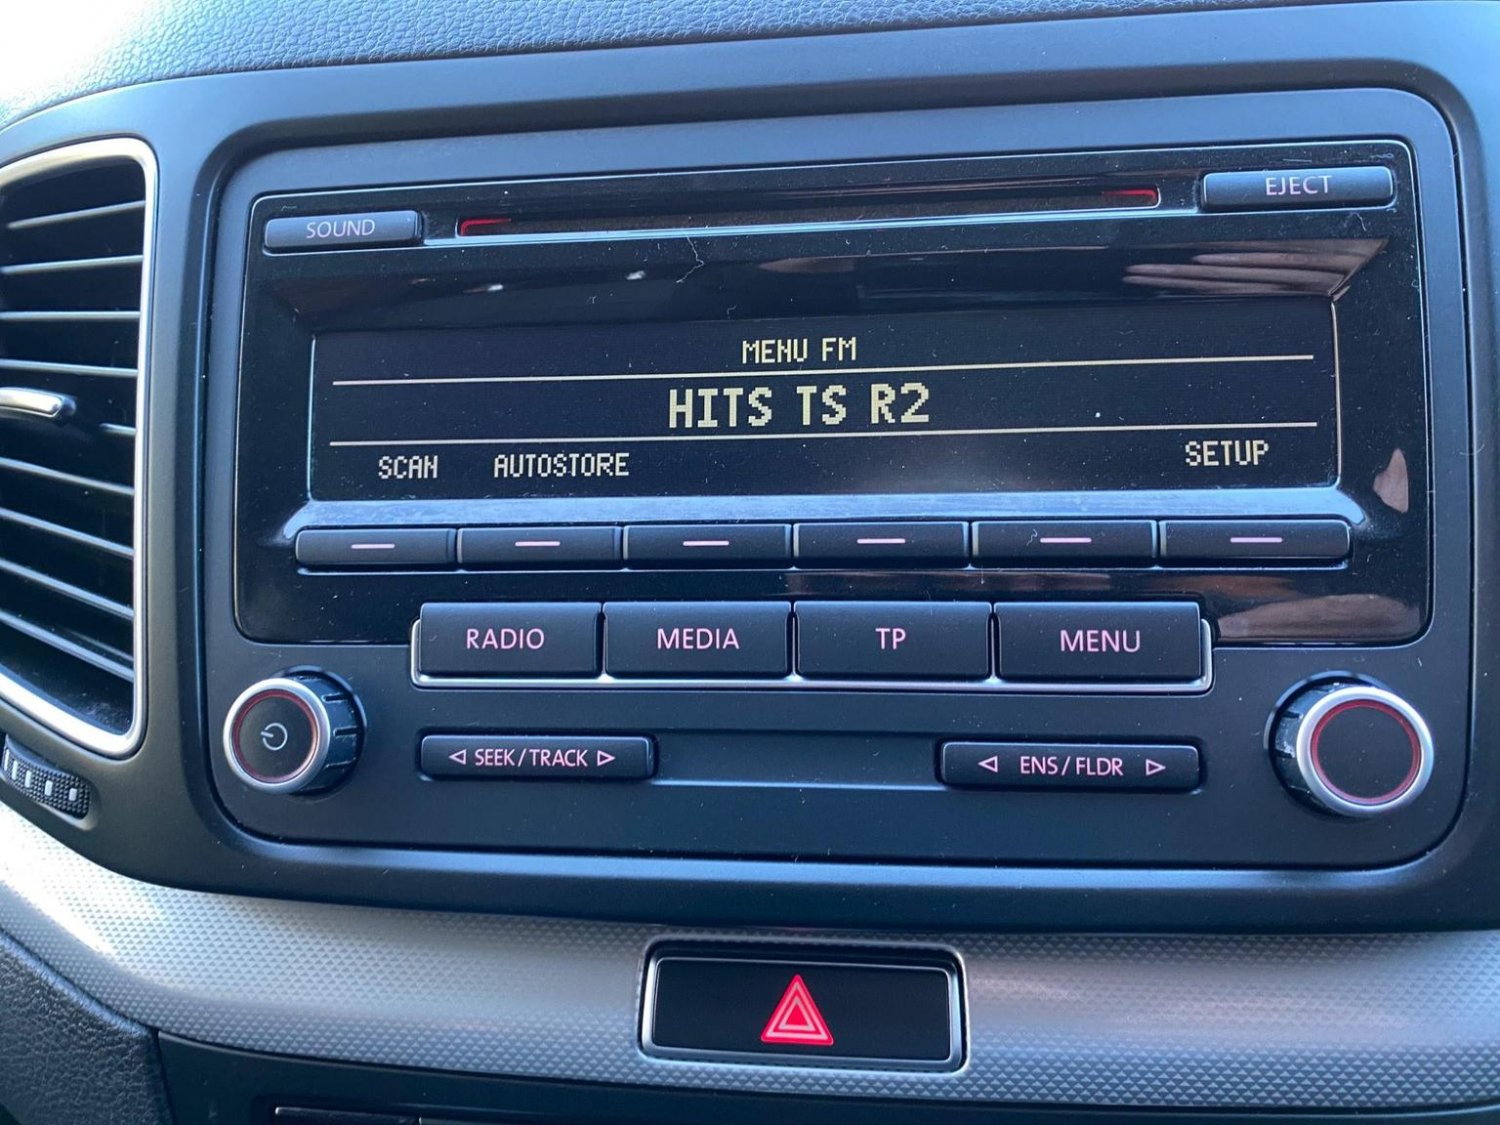 SOUND
EJECT
MENU FM
HITS TS R2
SCAN AUTOSTORE SETUP
RADIO MEDIA TP MENU
SEEK/TRACK ENS/FLDR